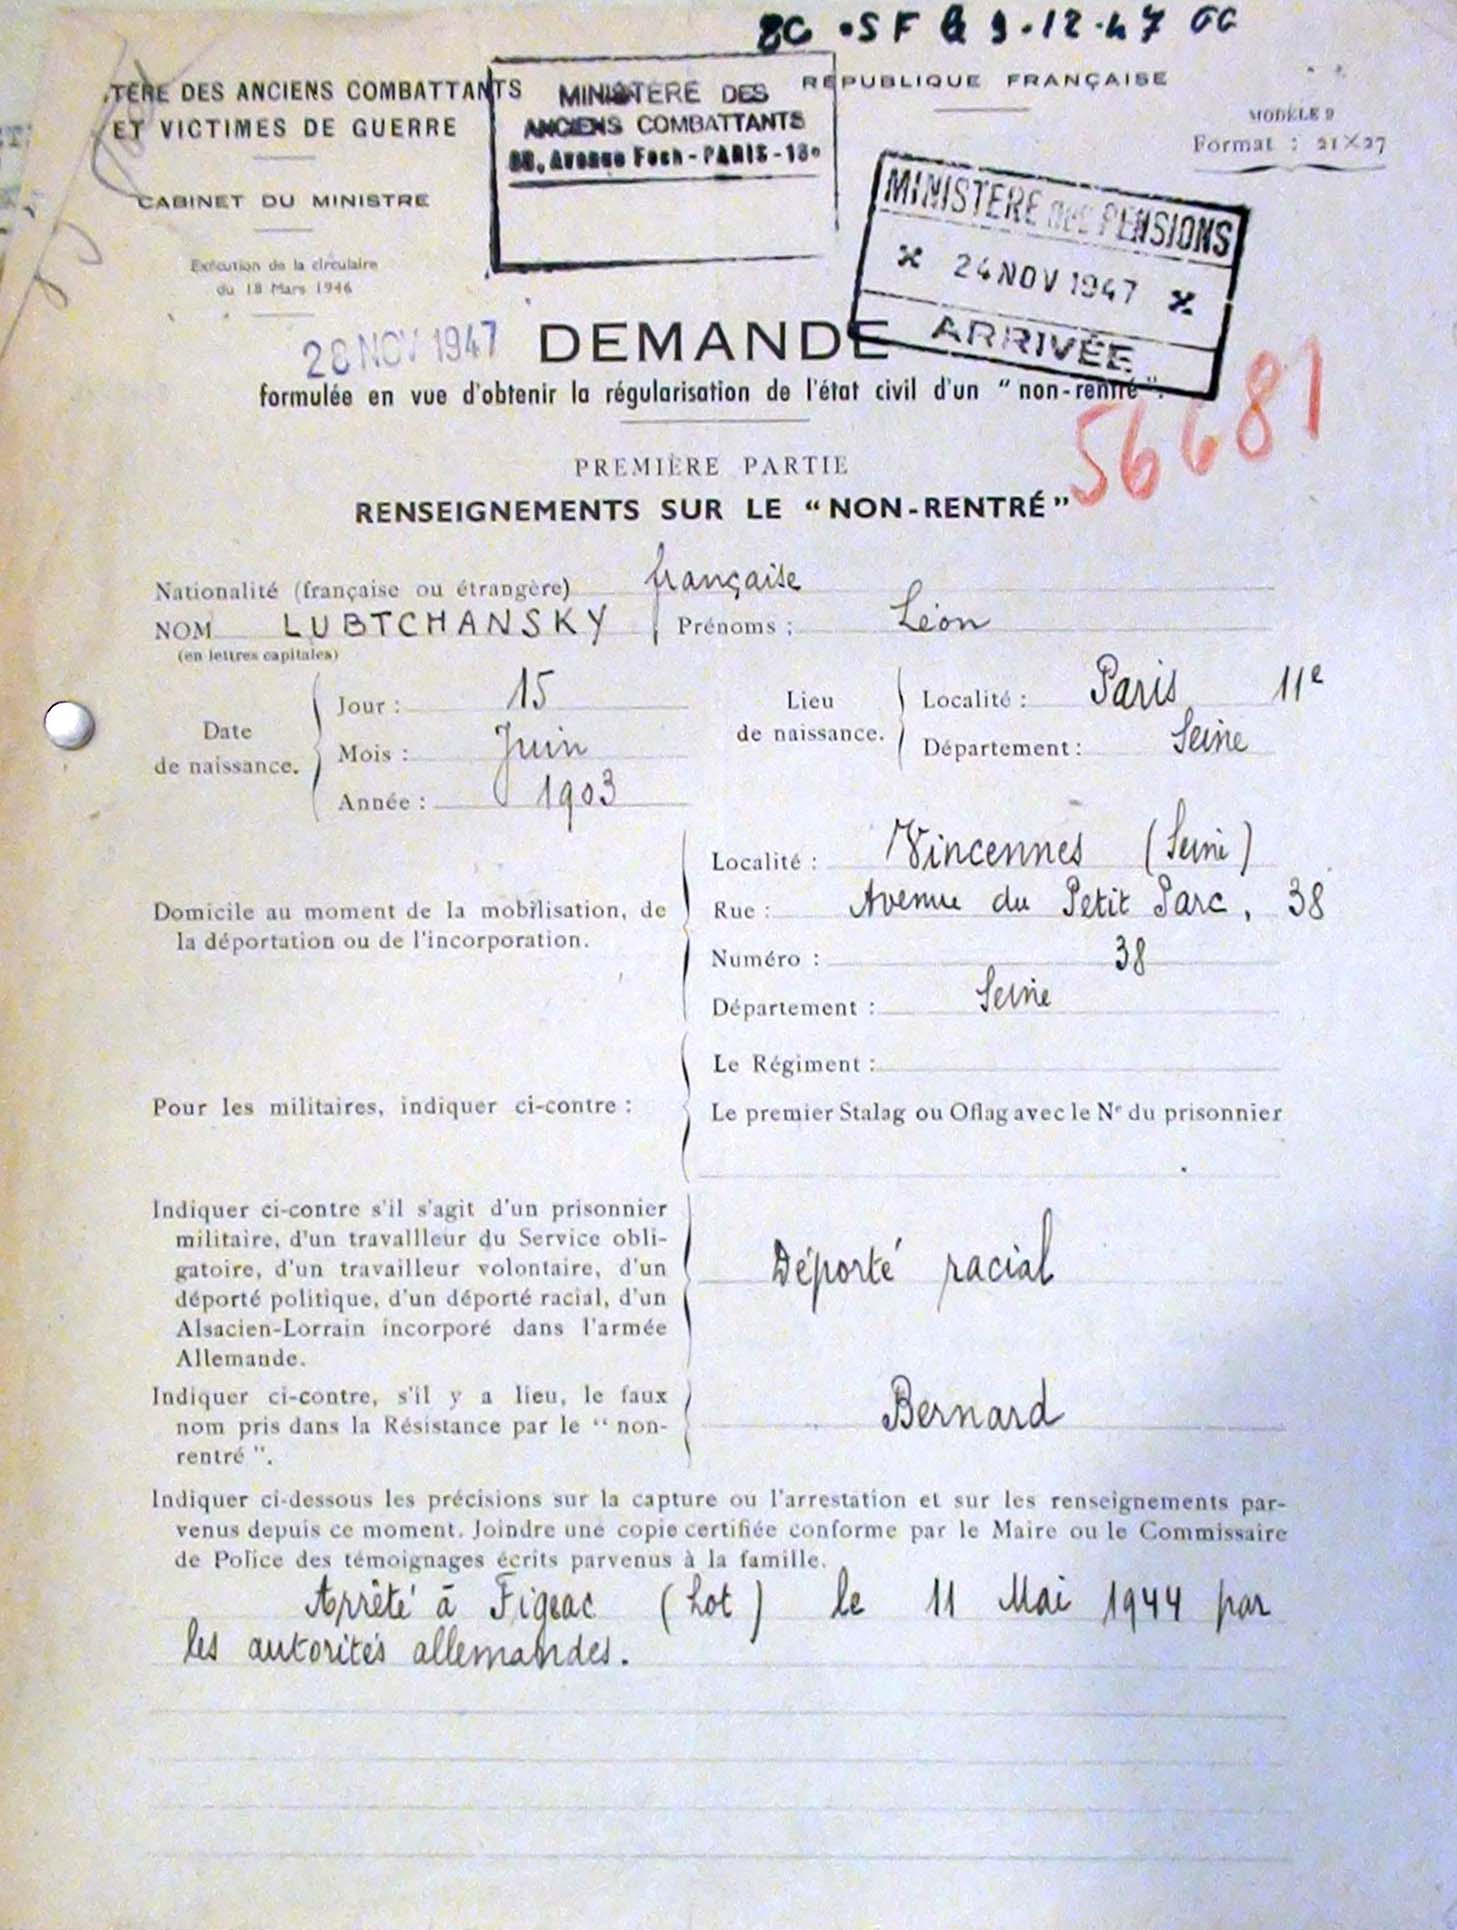 8C •SF G 9-12-47 GG
TÈRE DES ANCIENS COMBATTANTS
ET VICTIMES DE GUERRE
CABINET DU MINISTRE
Exécution de la circulaire
du 18 Mars 1946
MINISTÈRE DES
ANCIENS COMBATTANTS
Avenue Foch - PARIS - 16e
RÉPUBLIQUE FRANÇAISE
MODÈLE 9
Format : 21×27
MINISTÈRE DES PENSIONS
24 NOV 1947
ARRIVÉE
28 NOV 1947
DEMANDE
formulée en vue d'obtenir la régularisation de l'état civil d'un “ non-rentré ”.
56681
PREMIÈRE PARTIE
RENSEIGNEMENTS SUR LE “ NON-RENTRÉ ”
Nationalité (française ou étrangère) française
NOM LUBTCHANSKY Prénoms : Léon
(en lettres capitales)
Date de naissance.
Jour : 15
Mois : Juin
Année : 1903
Lieu de naissance.
Localité : Paris 11e
Département : Seine
Domicile au moment de la mobilisation, de
la déportation ou de l'incorporation.
Localité : Vincennes (Seine)
Rue : Avenue du Petit Parc, 38
Numéro : 38
Département : Seine
Pour les militaires, indiquer ci-contre :
Le Régiment :
Le premier Stalag ou Oflag avec le No du prisonnier
Indiquer ci-contre s'il s'agit d'un prisonnier
militaire, d'un travailleur du Service obli-
gatoire, d'un travailleur volontaire, d'un
déporté politique, d'un déporté racial, d'un
Alsacien-Lorrain incorporé dans l'armée
Allemande.
Déporté racial
Indiquer ci-contre, s'il y a lieu, le faux
nom pris dans la Résistance par le “ non-
rentré ”.
Bernard
Indiquer ci-dessous les précisions sur la capture ou l'arrestation et sur les renseignements par-
venus depuis ce moment. Joindre une copie certifiée conforme par le Maire ou le Commissaire
de Police des témoignages écrits parvenus à la famille.
Arrêté à Figeac (Lot) le 11 Mai 1944 par
les autorités allemandes.